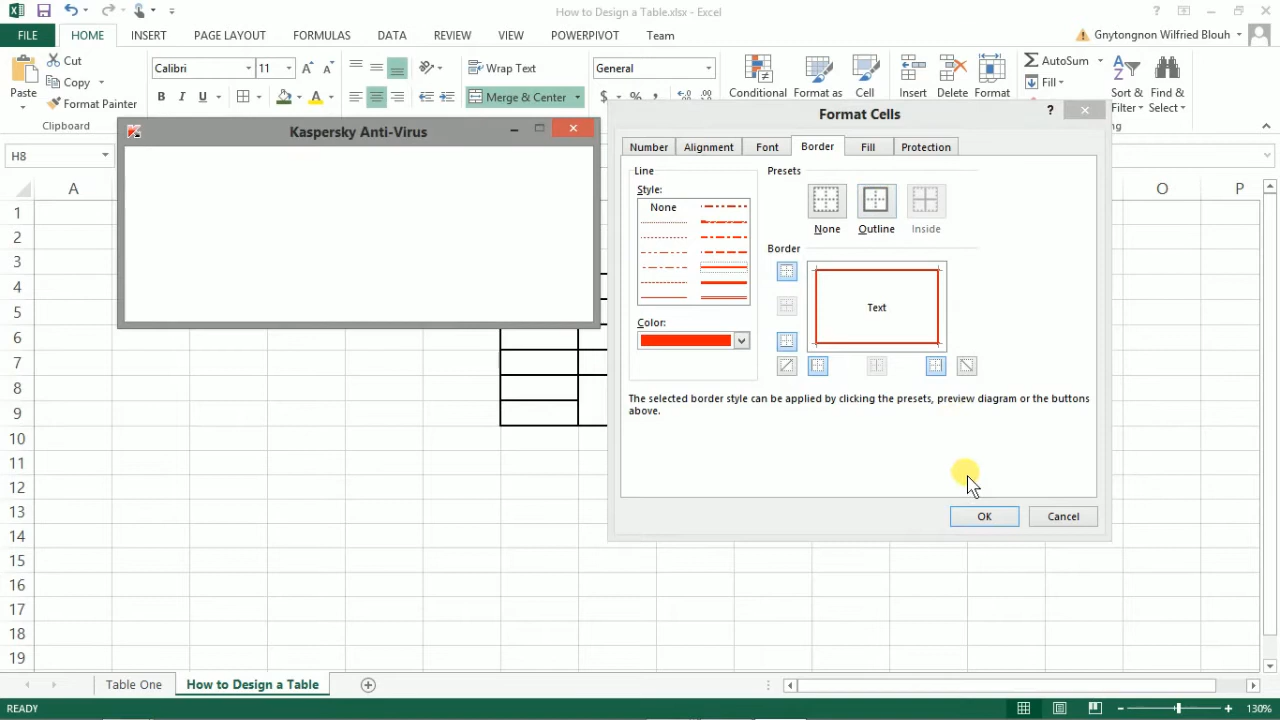 How to Design a Table.xlsx - Excel
?
FILE HOME INSERT PAGE LAYOUT FORMULAS DATA REVIEW VIEW POWERPIVOT Team
Gnytongnon Wilfried Blouh
Paste
Cut
Copy
Format Painter
Clipboard
Calibri 11
B I U
A A
Wrap Text
Merge & Center
General
$ %
Conditional Format as Cell
Insert Delete Format
AutoSum
Fill
Sort & Find &
Filter Select
H8
Kaspersky Anti-Virus
Format Cells
?
Number Alignment Font Border Fill Protection
Line
Style:
None
Color:
Presets
None Outline Inside
Border
Text
The selected border style can be applied by clicking the presets, preview diagram or the buttons
above.
OK Cancel
A O P
1
2
3
4
5
6
7
8
9
10
11
12
13
14
15
16
17
18
19
Table One How to Design a Table
READY
130%